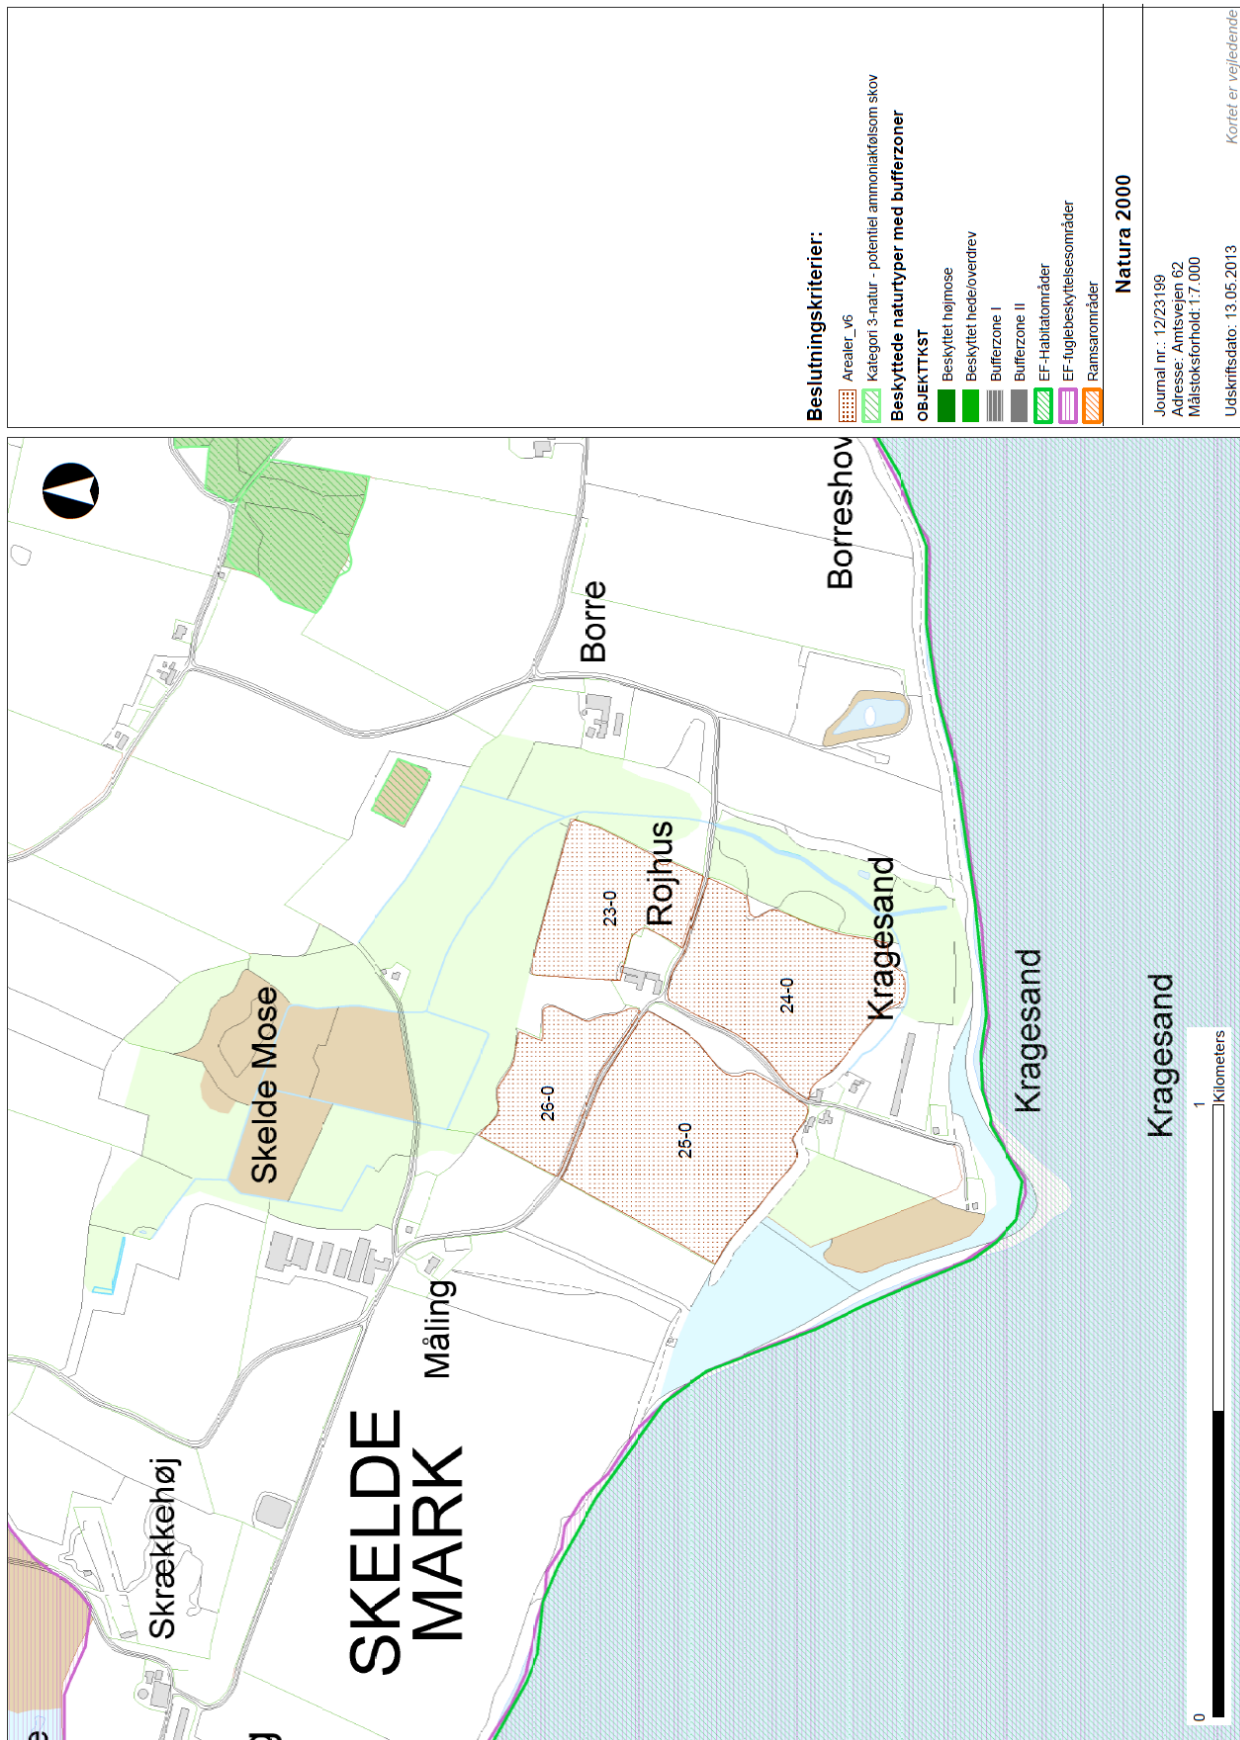 Skelde Mose
Borre
Rojhus
Borreshov
Skrækkehøj
Måling
SKELDE
MARK
23-0
26-0
25-0
24-0
Kragesand
Kragesand
Kragesand
0
1
Kilometers
Beslutningskriterier:
Arealer_v6
Kategori 3-natur - potentiel ammoniakfølsom skov
Beskyttede naturtyper med bufferzoner
OBJEKTTKST
Beskyttet højmose
Beskyttet hede/overdrev
Bufferzone I
Bufferzone II
EF-Habitatområder
EF-fuglebeskyttelsesområder
Ramsarområder
Natura 2000
Journal nr.: 12/23199
Adresse: Amtsvejen 62
Målstoksforhold: 1:7.000
Udskriftsdato: 13.05.2013
Kortet er vejledende